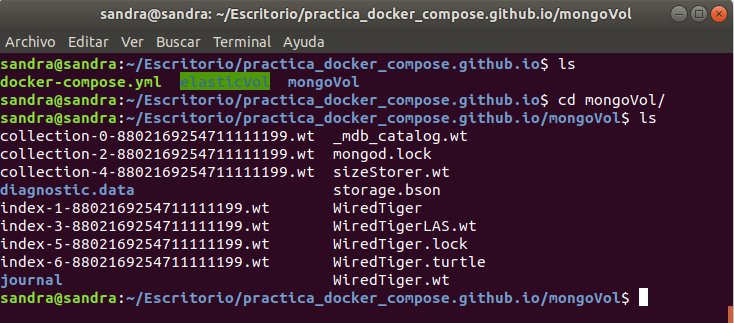 sandra@sandra: ~/Escritorio/practica_docker_compose.github.io/mongoVol
Archivo Editar Ver Buscar Terminal Ayuda
sandra@sandra:~/Escritorio/practica_docker_compose.github.io$ ls
docker-compose.yml elasticVol mongoVol
sandra@sandra:~/Escritorio/practica_docker_compose.github.io$ cd mongoVol/
sandra@sandra:~/Escritorio/practica_docker_compose.github.io/mongoVol$ ls
collection-0-8802169254711111199.wt _mdb_catalog.wt
collection-2-8802169254711111199.wt mongod.lock
collection-4-8802169254711111199.wt sizeStorer.wt
diagnostic.data storage.bson
index-1-8802169254711111199.wt WiredTiger
index-3-8802169254711111199.wt WiredTigerLAS.wt
index-5-8802169254711111199.wt WiredTiger.lock
index-6-8802169254711111199.wt WiredTiger.turtle
journal WiredTiger.wt
sandra@sandra:~/Escritorio/practica_docker_compose.github.io/mongoVol$